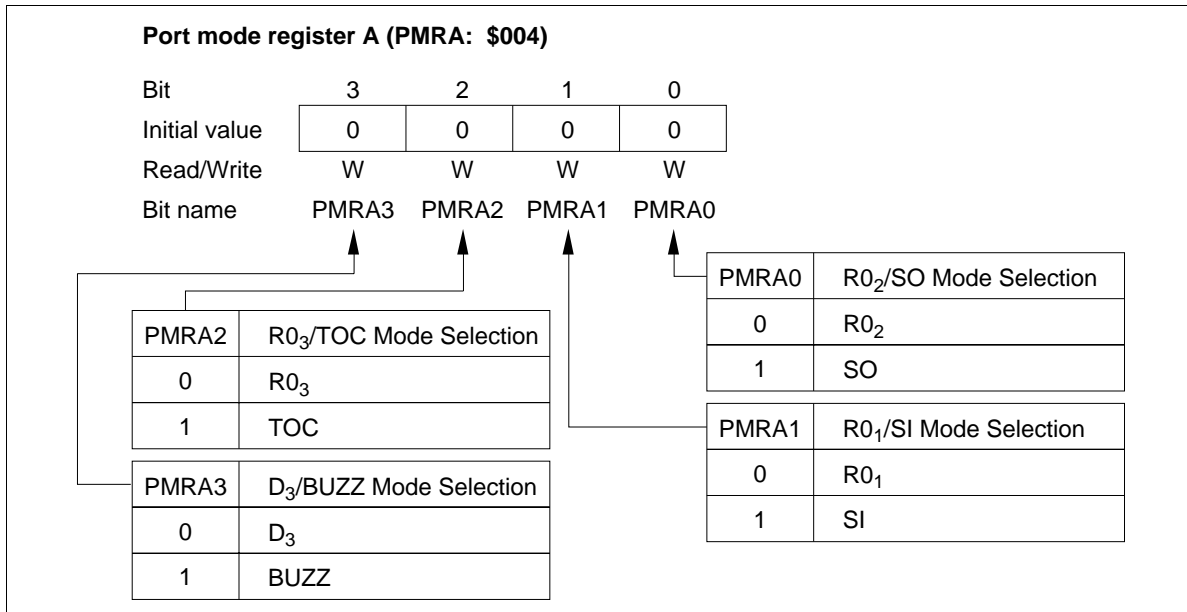 Port mode register A (PMRA: $004)
Bit 3 2 1 0
Initial value 0 0 0 0
Read/Write W W W W
Bit name PMRA3 PMRA2 PMRA1 PMRA0
PMRA0 R0₂/SO Mode Selection
0 R0₂
1 SO
PMRA2 R0₃/TOC Mode Selection
0 R0₃
1 TOC
PMRA1 R0₁/SI Mode Selection
0 R0₁
1 SI
PMRA3 D₃/BUZZ Mode Selection
0 D₃
1 BUZZ